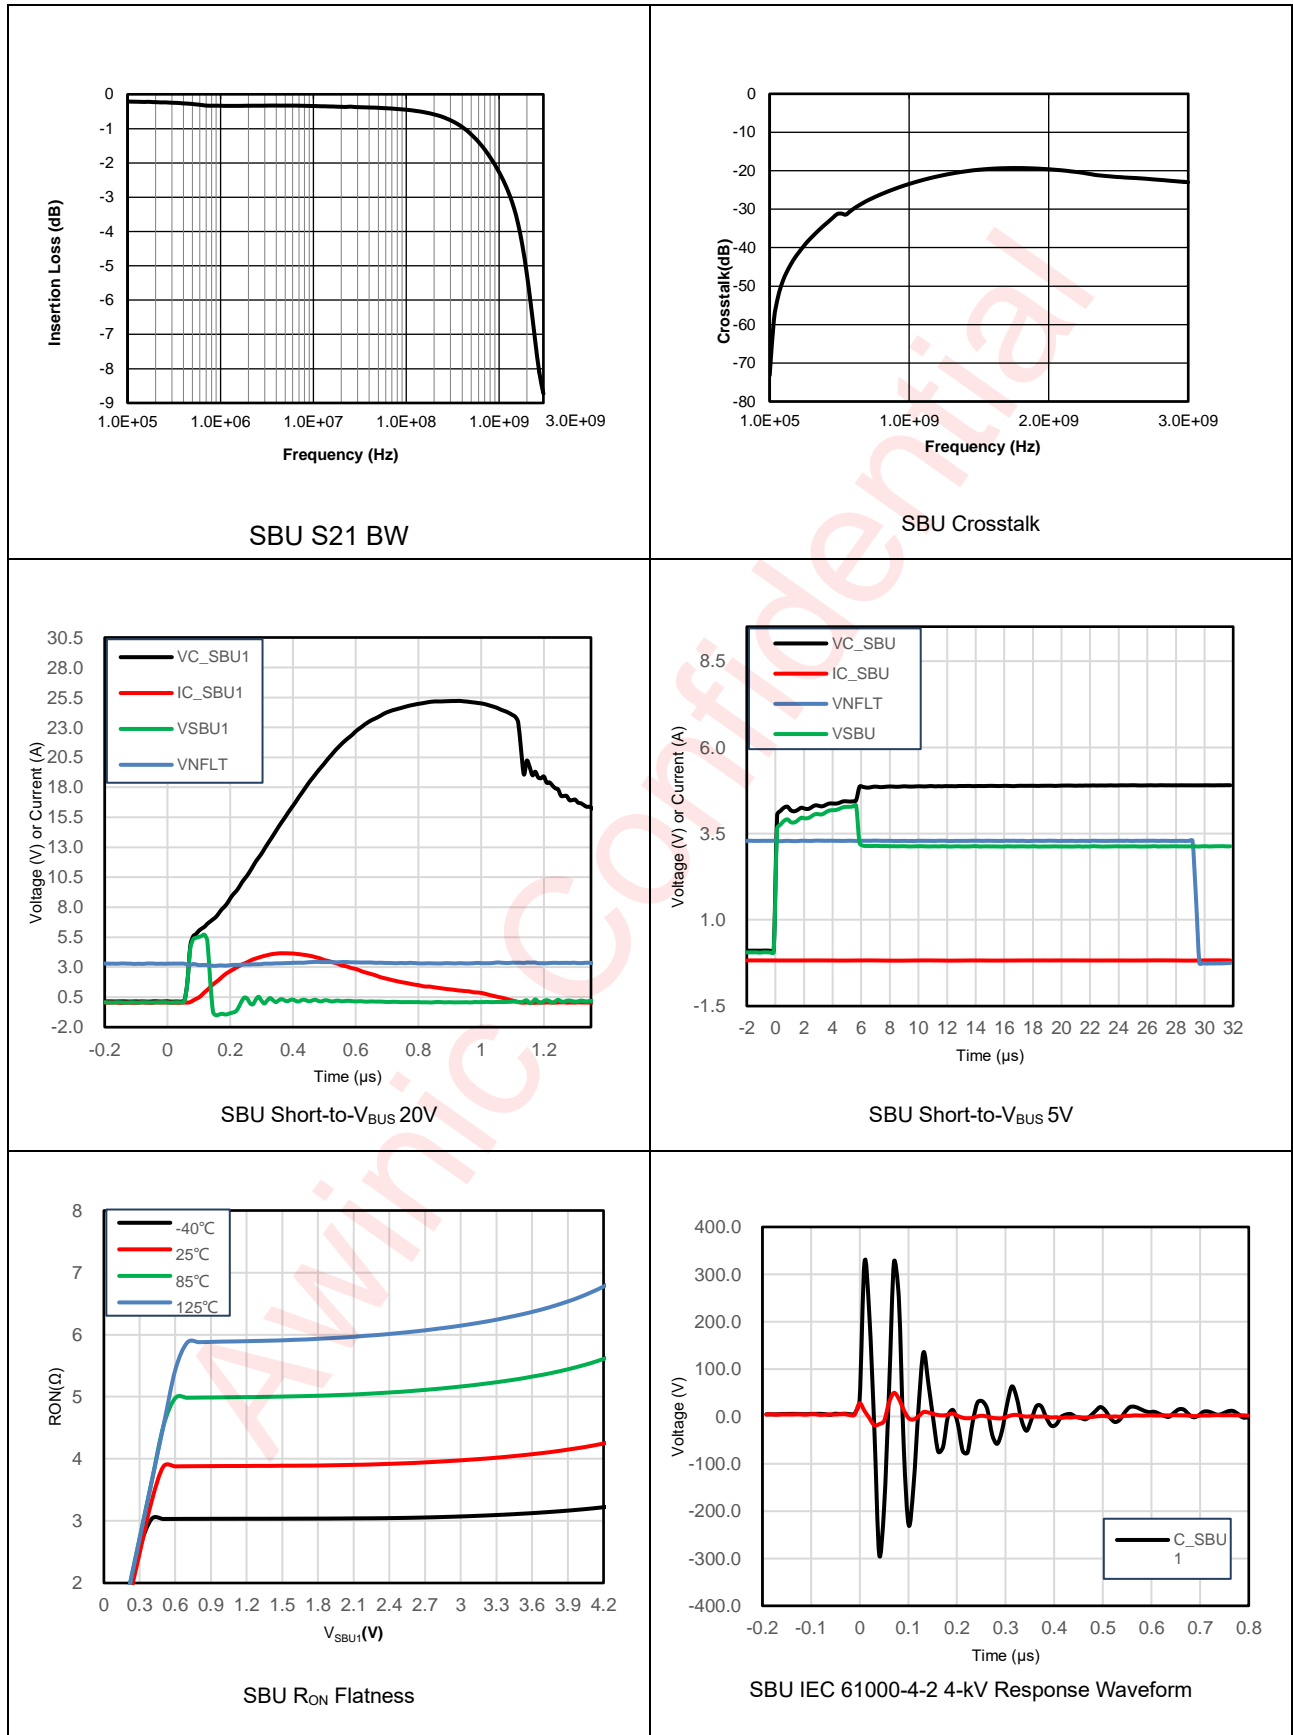 0
-1
-2
-3
-4
-5
-6
-7
-8
-9
Insertion Loss (dB)
1.0E+05 1.0E+06 1.0E+07 1.0E+08 1.0E+09 3.0E+09
Frequency (Hz)
SBU S21 BW
0
-10
-20
-30
-40
-50
-60
-70
-80
Crosstalk(dB)
1.0E+05 1.0E+09 2.0E+09 3.0E+09
Frequency (Hz)
SBU Crosstalk
30.5
28.0
25.5
23.0
20.5
18.0
15.5
13.0
10.5
8.0
5.5
3.0
0.5
-2.0
Voltage (V) or Current (A)
VC_SBU1
IC_SBU1
VSBU1
VNFLT
-0.2 0 0.2 0.4 0.6 0.8 1 1.2
Time (µs)
SBU Short-to-VBUS 20V
8.5
6.0
3.5
1.0
-1.5
Voltage (V) or Current (A)
VC_SBU
IC_SBU
VNFLT
VSBU
-2 0 2 4 6 8 10 12 14 16 18 20 22 24 26 28 30 32
Time (µs)
SBU Short-to-VBUS 5V
8
7
6
5
4
3
2
RON(Ω)
-40℃
25℃
85℃
125℃
0 0.3 0.6 0.9 1.2 1.5 1.8 2.1 2.4 2.7 3 3.3 3.6 3.9 4.2
VSBU1(V)
SBU RON Flatness
400.0
300.0
200.0
100.0
0.0
-100.0
-200.0
-300.0
-400.0
Voltage (V)
C_SBU
1
-0.2 -0.1 0 0.1 0.2 0.3 0.4 0.5 0.6 0.7 0.8
Time (µs)
SBU IEC 61000-4-2 4-kV Response Waveform
Awinic Confidential